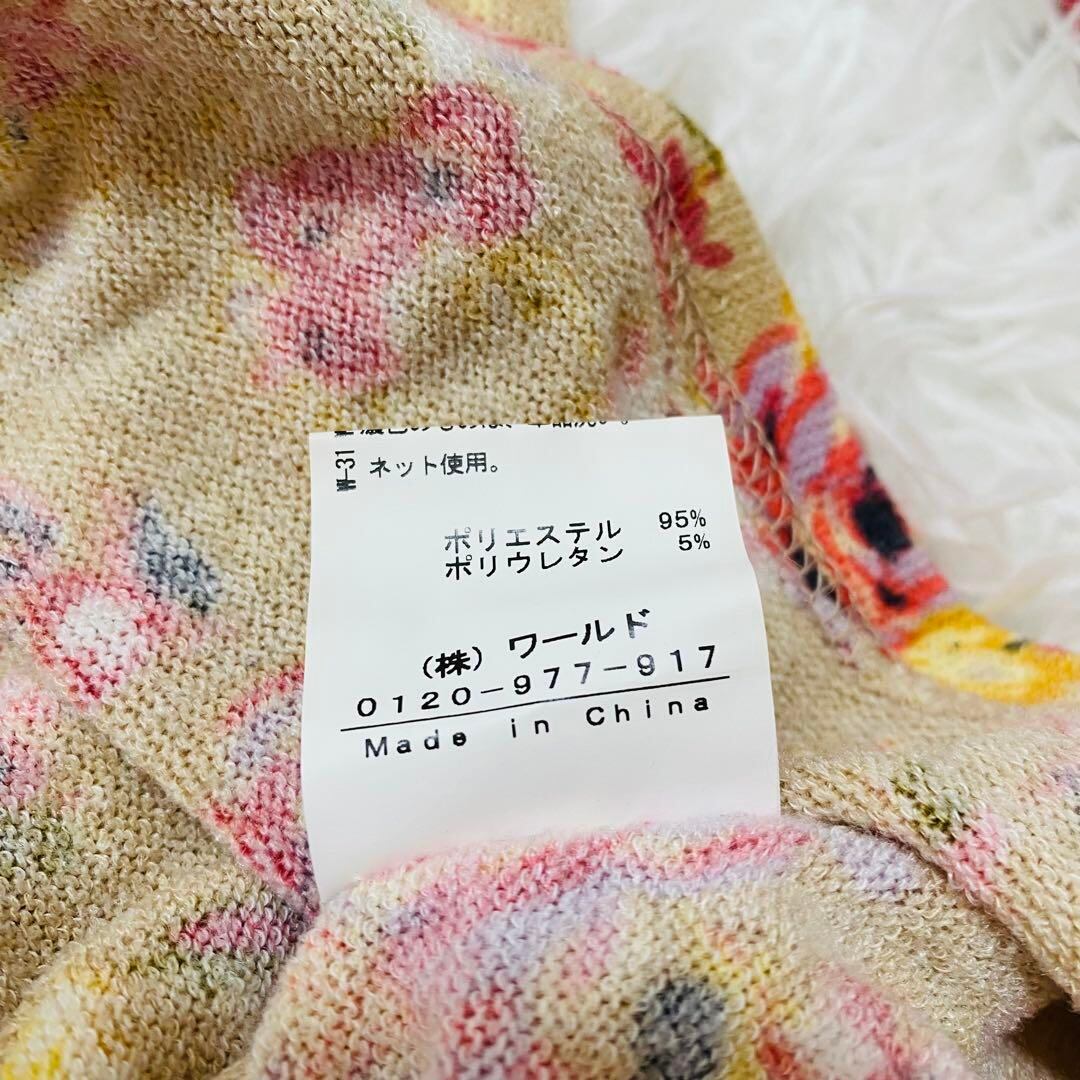 ネット使用。
ポリエステル 95%
ポリウレタン 5%
(株) ワールド
0120-977-917
Made in China